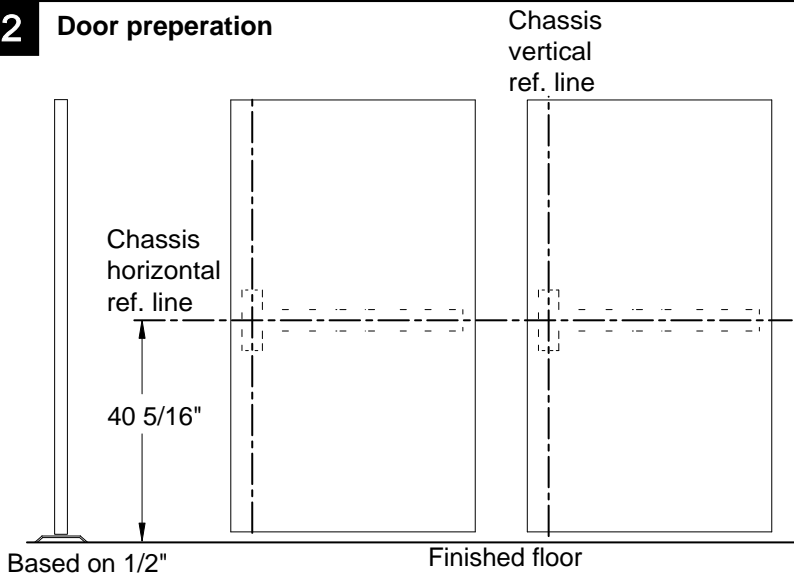 2 Door preperation
Chassis
vertical
ref. line
Chassis
horizontal
ref. line
40 5/16"
Based on 1/2"
Finished floor